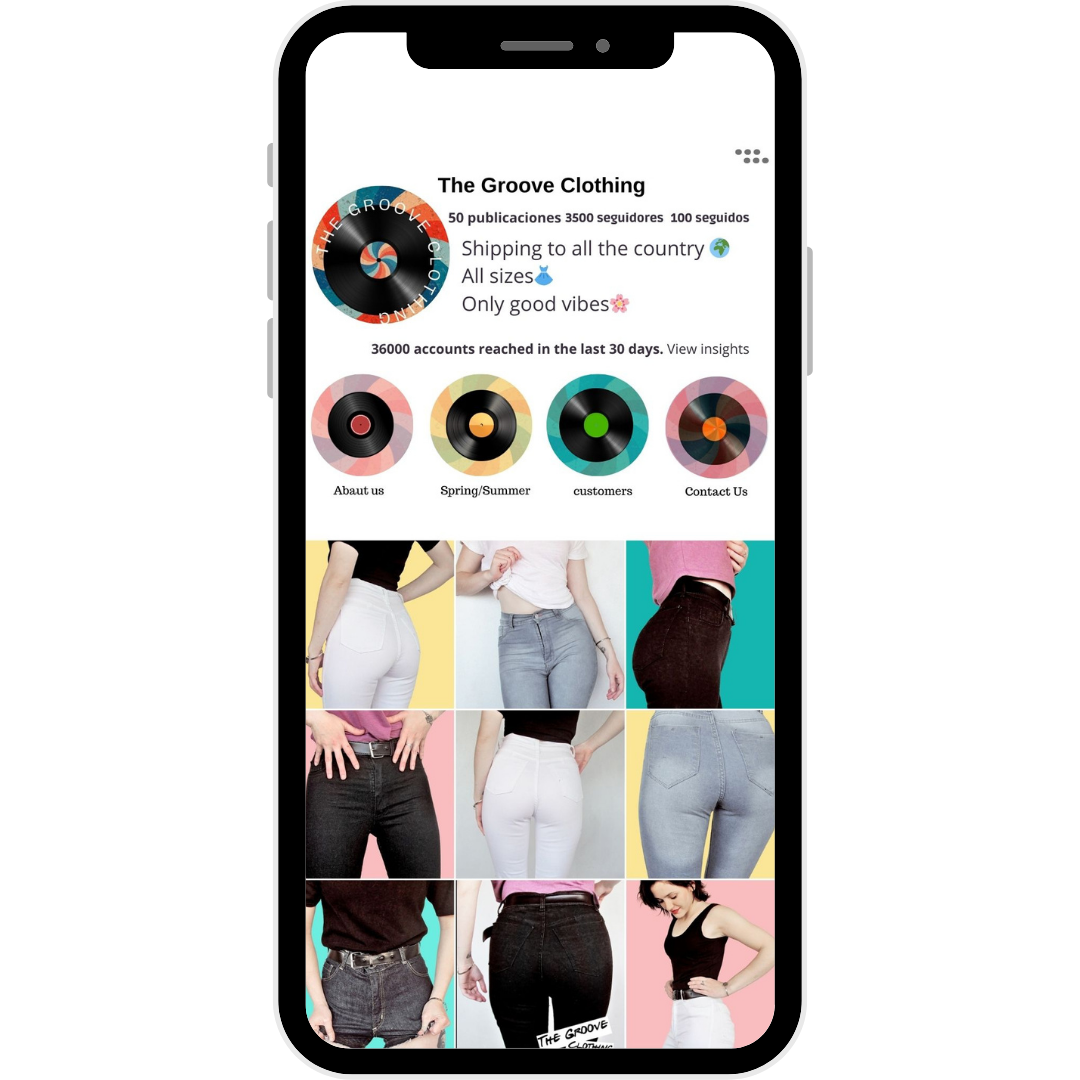 The Groove Clothing
THE GROOVE CLOTHING
50 publicaciones 3500 seguidores 100 seguidos
Shipping to all the country 🌍
All sizes👗
Only good vibes🌸
36000 accounts reached in the last 30 days. View insights
Abaut us
Spring/Summer
customers
Contact Us
THE GROOVE
CLOTHING